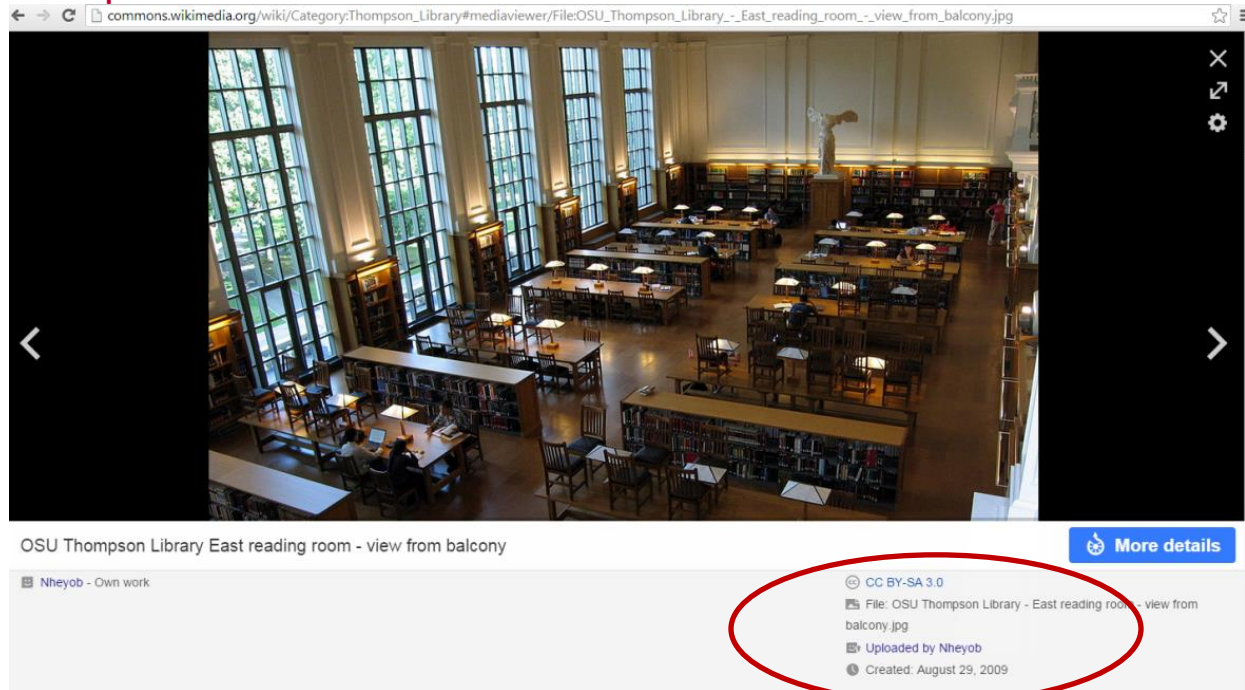 commons.wikimedia.org/wiki/Category:Thompson_Library#mediaviewer/File:OSU_Thompson_Library_-_East_reading_room_-_view_from_balcony.jpg
OSU Thompson Library East reading room - view from balcony
More details
Nheyob - Own work
CC BY-SA 3.0
File: OSU Thompson Library - East reading room - view from
balcony.jpg
Uploaded by Nheyob
Created: August 29, 2009